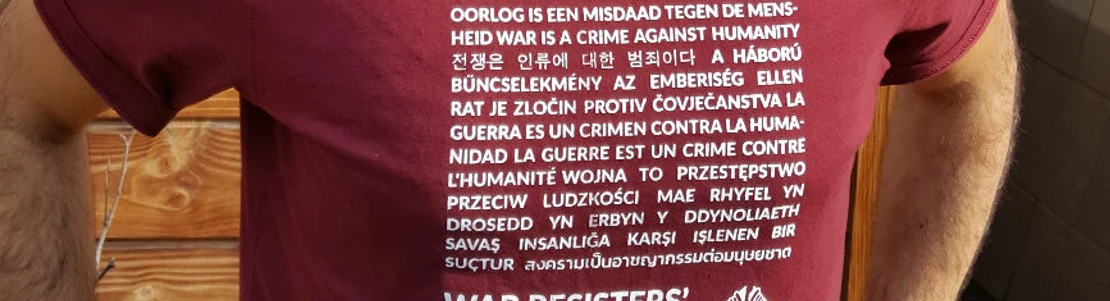 OORLOG IS EEN MISDAAD TEGEN DE MENS-
HEID WAR IS A CRIME AGAINST HUMANITY
전쟁은 인류에 대한 범죄이다 A HÁBORÚ
BŰNCSELEKMÉNY AZ EMBERISÉG ELLEN
RAT JE ZLOČIN PROTIV ČOVJEČANSTVA LA
GUERRA ES UN CRIMEN CONTRA LA HUMA-
NIDAD LA GUERRE EST UN CRIME CONTRE
L'HUMANITÉ WOJNA TO PRZESTĘPSTWO
PRZECIW LUDZKOŚCI MAE RHYFEL YN
DROSEDD YN ERBYN Y DDYNOLIAETH
SAVAŞ INSANLIĞA KARŞI IŞLENEN BIR
SUÇTUR สงครามเป็นอาชญากรรมต่อมนุษยชาติ
WAR RESISTERS'